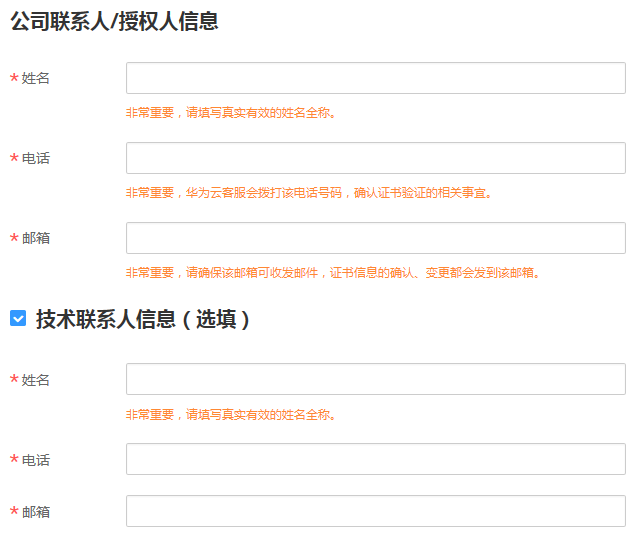 公司联系人/授权人信息
* 姓名
非常重要，请填写真实有效的姓名全称。
* 电话
非常重要，华为云客服会拨打该电话号码，确认证书验证的相关事宜。
* 邮箱
非常重要，请确保该邮箱可收发邮件，证书信息的确认、变更都会发到该邮箱。
技术联系人信息（选填）
* 姓名
非常重要，请填写真实有效的姓名全称。
* 电话
* 邮箱